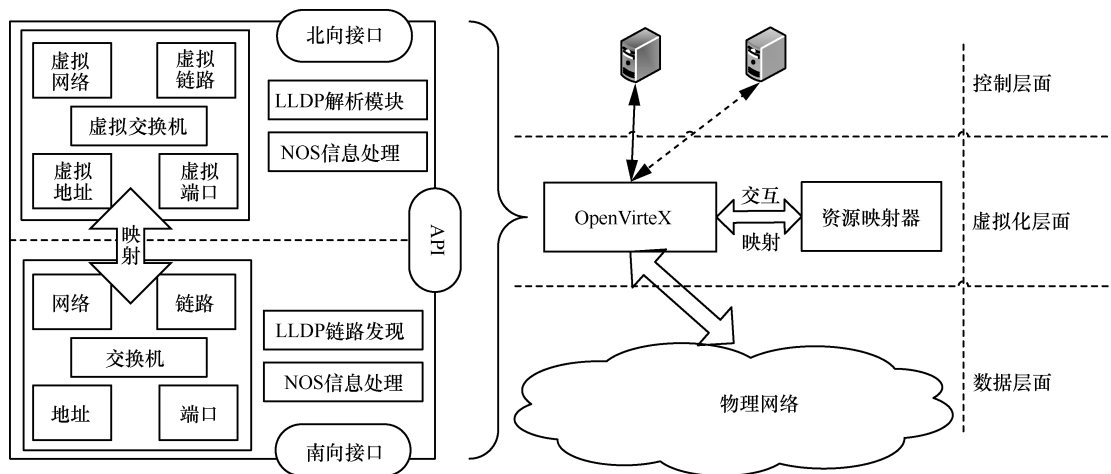 北向接口
虚拟
网络
虚拟
链路
虚拟交换机
虚拟
地址
虚拟
端口
LLDP解析模块
NOS信息处理
映
射
API
网络
链路
交换机
地址
端口
LLDP链路发现
NOS信息处理
南向接口
OpenVirteX
交互
映射
资源映射器
物理网络
控制层面
虚拟化层面
数据层面